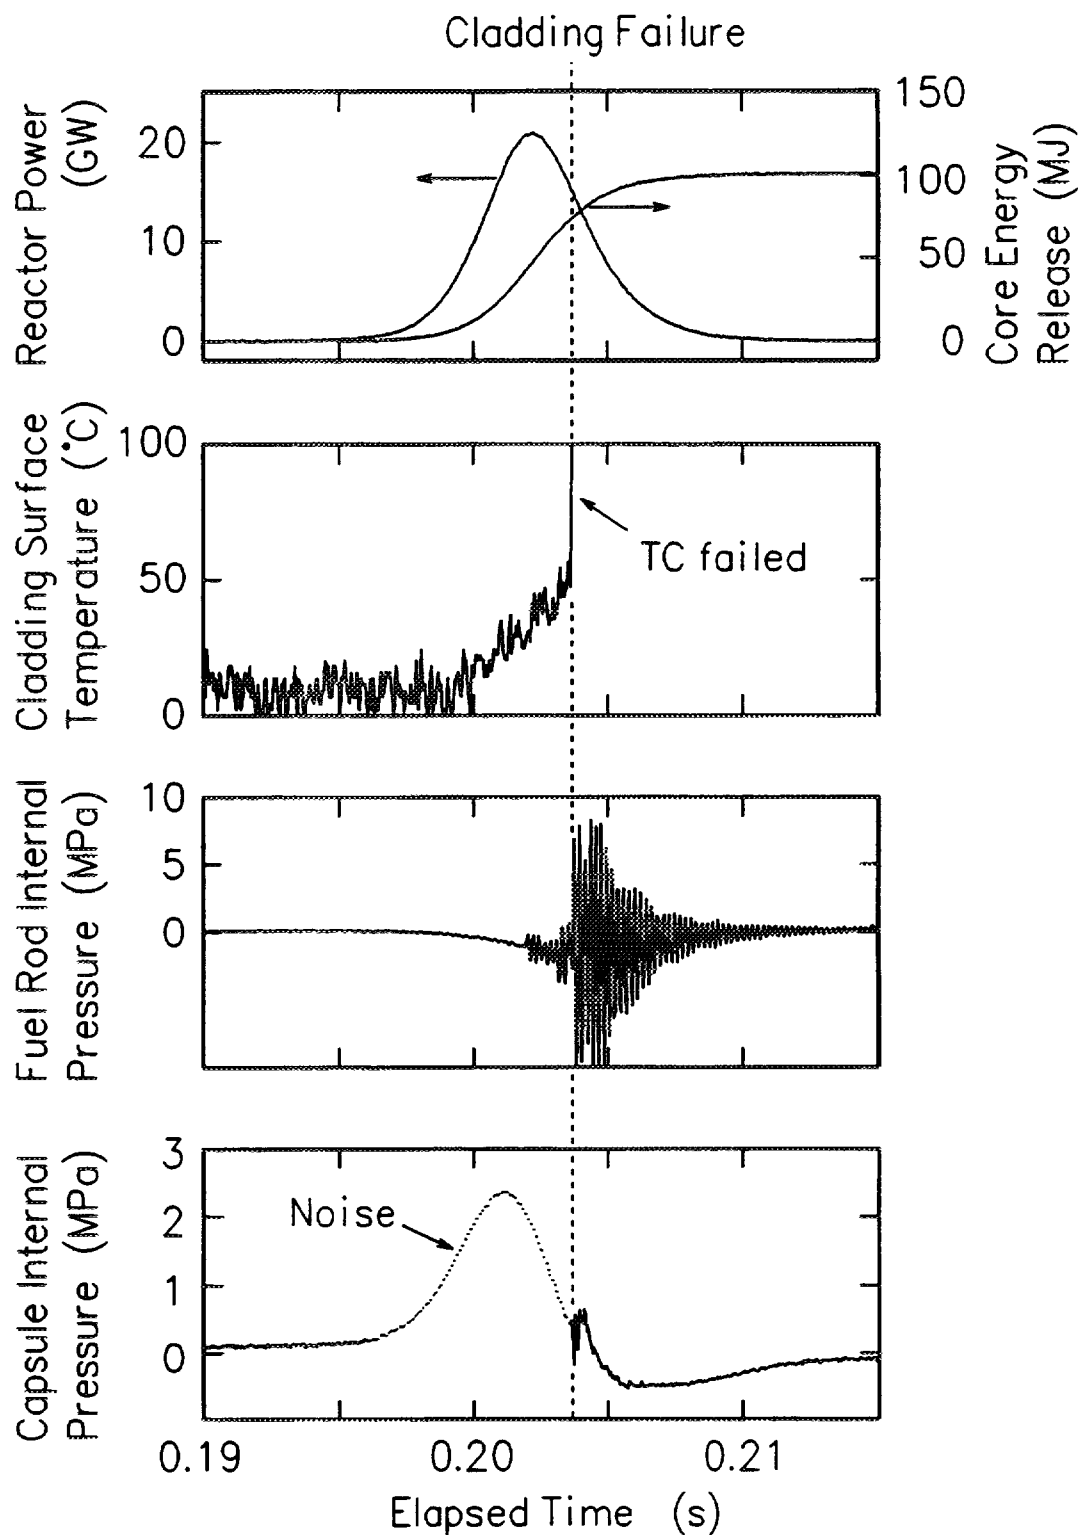 Cladding Failure
Reactor Power
(GW)
20
10
0
150
100
50
0
Core Energy
Release (MJ)
Cladding Surface
Temperature (°C)
100
50
0
TC failed
Fuel Rod Internal
Pressure (MPa)
10
5
0
Capsule Internal
Pressure (MPa)
3
2
1
0
Noise
0.19
0.20
0.21
Elapsed Time (s)